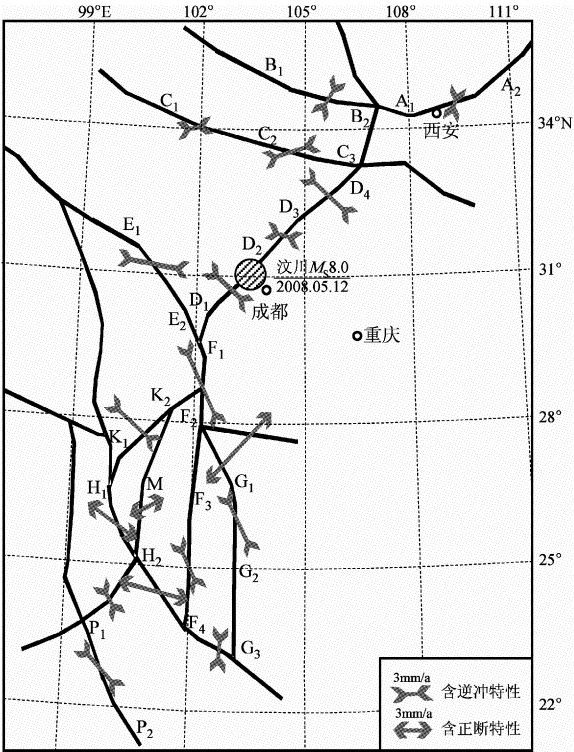 99°E 102° 105° 108° 111°
B₁
A₂
C₁
B₂
A₁
34°N
西安
C₂
C₃
D₄
D₃
E₁
D₂
汶川Mₛ8.0
31°
2008.05.12
D₁
成都
E₂
重庆
F₁
K₂
F₂
28°
K₁
G₁
H₁
M
F₃
H₂
25°
G₂
F₄
P₁
G₃
3mm/a
含逆冲特性
22°
3mm/a
含正断特性
P₂